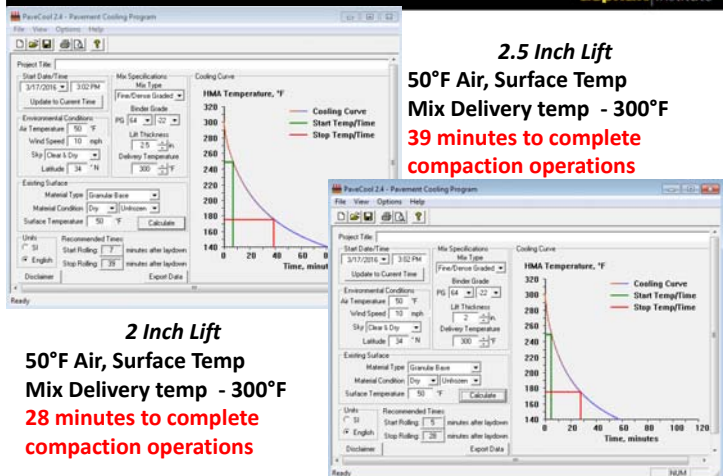 PaveCool 2.4 - Pavement Cooling Program
File View Options Help
Project Title
Start Date/Time
3/17/2016 3:02 PM
Update to Current Time
Mix Specifications
Mix Type
Fine/Dense Graded
Binder Grade
PG 64 -22
Lift Thickness
2.5 in.
Delivery Temperature
300 °F
Environmental Conditions
Air Temperature 50 °F
Wind Speed 10 mph
Sky Clear & Dry
Latitude 34 °N
Existing Surface
Material Type Granular Base
Material Condition Dry Unfrozen
Surface Temperature 50 °F Calculate
Units
SI
English
Recommended Times
Start Rolling: 7 minutes after laydown
Stop Rolling: 39 minutes after laydown
Disclaimer Export Data
Ready
Cooling Curve
HMA Temperature, °F
320
300
280
260
240
220
200
180
160
140
Cooling Curve
Start Temp/Time
Stop Temp/Time
0 20 40 60
Time, minut
2.5 Inch Lift
50°F Air, Surface Temp
Mix Delivery temp - 300°F
39 minutes to complete
compaction operations
PaveCool 2.4 - Pavement Cooling Program
File View Options Help
Project Title
Start Date/Time
3/17/2016 3:02 PM
Update to Current Time
Mix Specifications
Mix Type
Fine/Dense Graded
Binder Grade
PG 64 -22
Lift Thickness
2 in.
Delivery Temperature
300 °F
Environmental Conditions
Air Temperature 50 °F
Wind Speed 10 mph
Sky Clear & Dry
Latitude 34 °N
Existing Surface
Material Type Granular Base
Material Condition Dry Unfrozen
Surface Temperature 50 °F Calculate
Units
SI
English
Recommended Times
Start Rolling: 5 minutes after laydown
Stop Rolling: 28 minutes after laydown
Disclaimer Export Data
Ready
NUM
Cooling Curve
HMA Temperature, °F
320
300
280
260
240
220
200
180
160
140
Cooling Curve
Start Temp/Time
Stop Temp/Time
0 20 40 60 80 100 120
Time, minutes
2 Inch Lift
50°F Air, Surface Temp
Mix Delivery temp - 300°F
28 minutes to complete
compaction operations